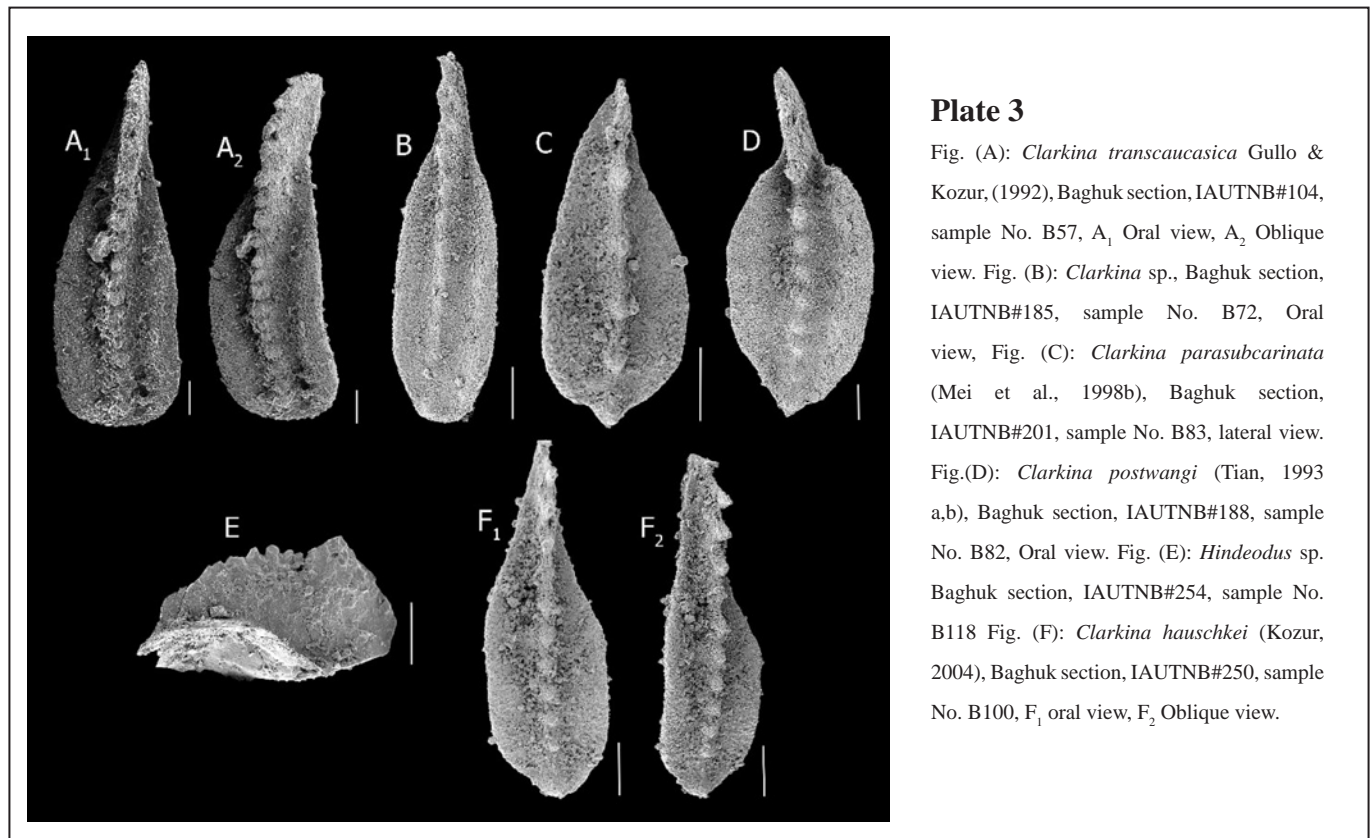 A₁
A₂
B
C
D
E
F₁
F₂
Plate 3
Fig. (A): Clarkina transcaucasica Gullo &
Kozur, (1992), Baghuk section, IAUTNB#104,
sample No. B57, A₁ Oral view, A₂ Oblique
view. Fig. (B): Clarkina sp., Baghuk section,
IAUTNB#185, sample No. B72, Oral
view, Fig. (C): Clarkina parasubcarinata
(Mei et al., 1998b), Baghuk section,
IAUTNB#201, sample No. B83, lateral view.
Fig.(D): Clarkina postwangi (Tian, 1993
a,b), Baghuk section, IAUTNB#188, sample
No. B82, Oral view. Fig. (E): Hindeodus sp.
Baghuk section, IAUTNB#254, sample No.
B118 Fig. (F): Clarkina hauschkei (Kozur,
2004), Baghuk section, IAUTNB#250, sample
No. B100, F₁ oral view, F₂ Oblique view.